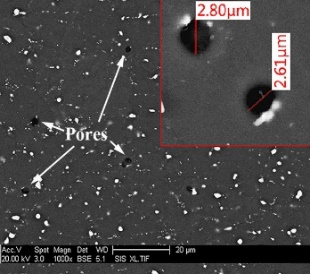 2.80μm
2.61μm
Pores
Acc.V Spot Magn Det WD 20 μm
20.00 kV 3.0 1000x BSE 5.1 SIS XL.TIF